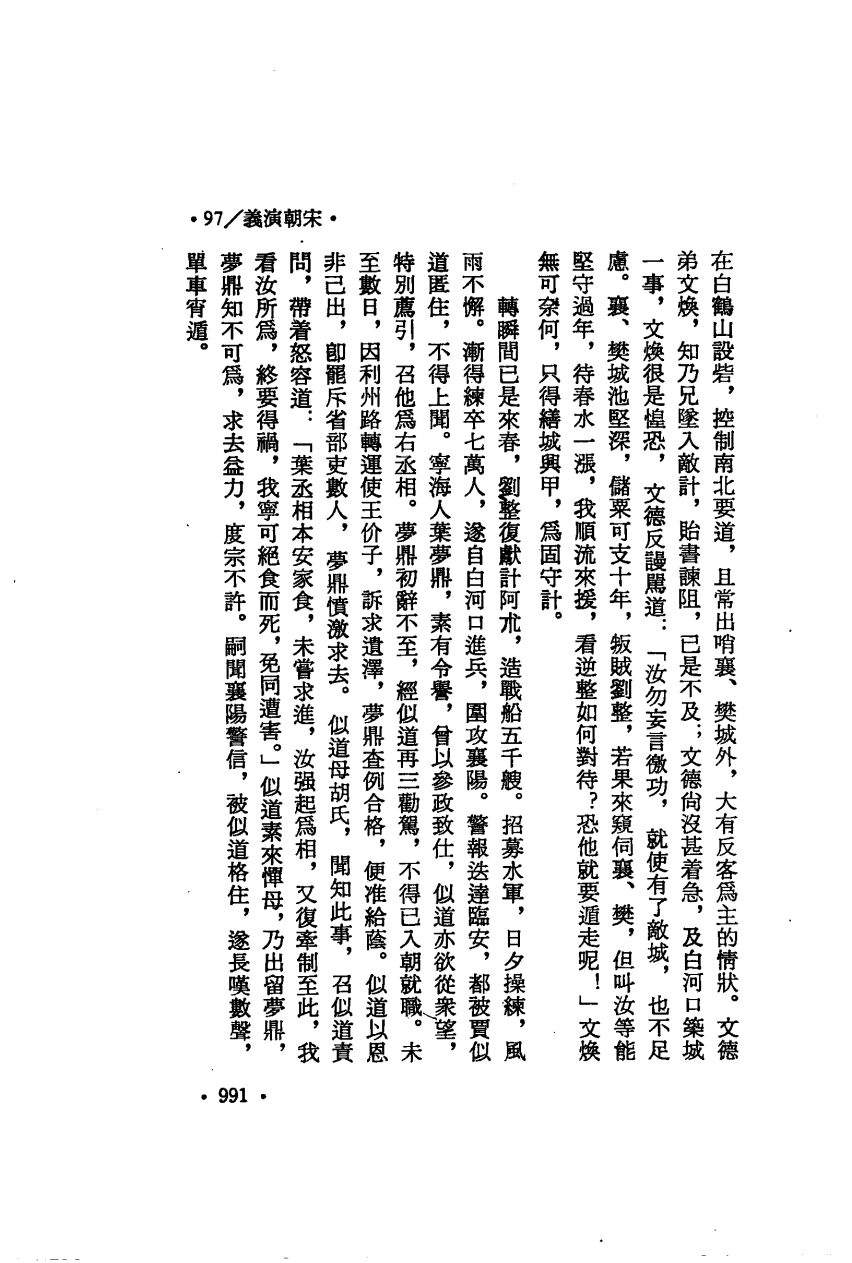 ·97/義演朝宋·
在白鶴山設砦，控制南北要道，且常出哨襄、樊城外，大有反客爲主的情狀。文德
弟文煥，知乃兄墜入敵計，貽書諫阻，已是不及；文德尙沒甚着急，及白河口築城
一事，文煥很是惶恐，文德反謾駡道：「汝勿妄言徼功，就使有了敵城，也不足
慮。襄、樊城池堅深，儲粟可支十年，叛賊劉整，若果來窺伺襄、樊，但叫汝等能
堅守過年，待春水一漲，我順流來援，看逆整如何對待？恐他就要遁走呢！」文煥
無可奈何，只得繕城興甲，爲固守計。
轉瞬間已是來春，劉整復獻計阿朮，造戰船五千艘。招募水軍，日夕操練，風
雨不懈。漸得練卒七萬人，遂自白河口進兵，圍攻襄陽。警報迭達臨安，都被賈似
道匿住，不得上聞。寧海人葉夢鼎，素有令譽，曾以參政致仕，似道亦欲從衆望，
特別薦引，召他爲右丞相。夢鼎初辭不至，經似道再三勸駕，不得已入朝就職。未
至數日，因利州路轉運使王价子，訴求遺澤，夢鼎查例合格，便准給蔭。似道以恩
非己出，卽罷斥省部吏數人，夢鼎憤激求去。似道母胡氏，聞知此事，召似道責
問，帶着怒容道：「葉丞相本安家食，未嘗求進，汝强起爲相，又復牽制至此，我
看汝所爲，終要得禍，我寧可絕食而死，免同遭害。」似道素來憚母，乃出留夢鼎，
夢鼎知不可爲，求去益力，度宗不許。嗣聞襄陽警信，被似道格住，遂長嘆數聲，
單車宵遁。
·991·